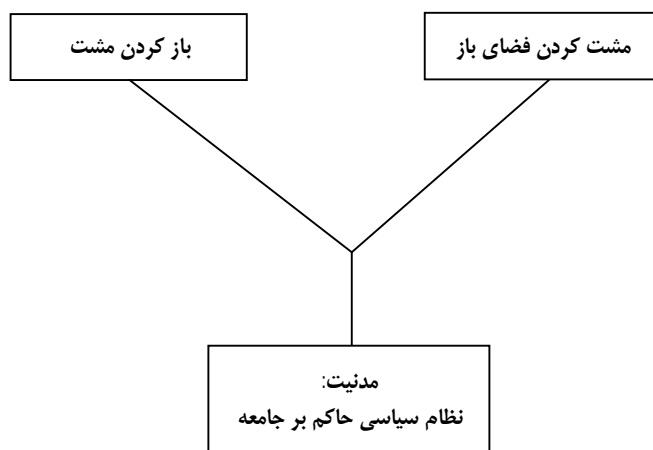 مشت کردن فضای باز
باز کردن مشت
مدنیت:
نظام سیاسی حاکم بر جامعه